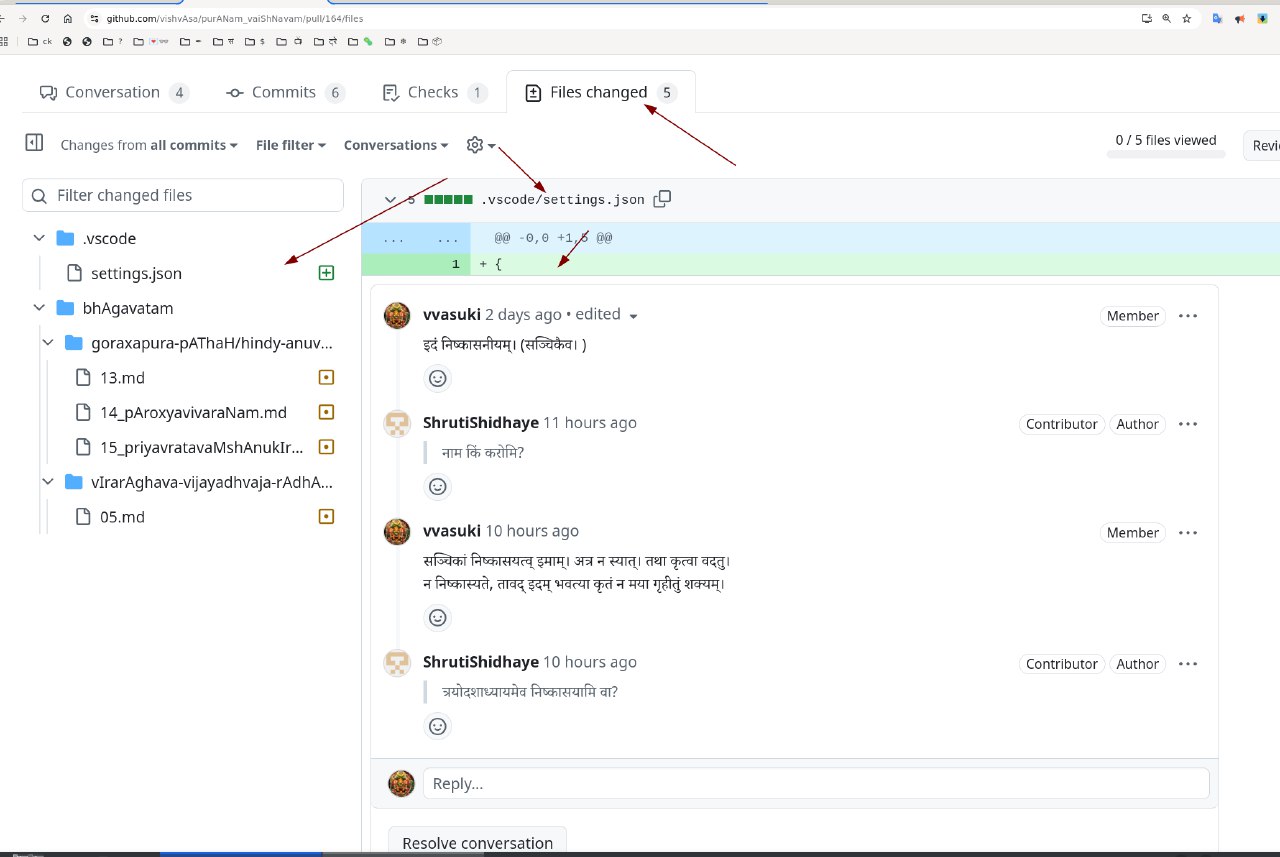 github.com/vishvAsa/purANam_vaiShNavam/pull/164/files
ck
?
स
$
टे
Conversation 4
Commits 6
Checks 1
Files changed 5
Changes from all commits
File filter
Conversations
0 / 5 files viewed
Filter changed files
5 .vscode/settings.json
.vscode
... ... @@ -0,0 +1,5 @@
1 + {
settings.json
bhAgavatam
goraxapura-pAThaH/hindy-anuv...
13.md
14_pAroxyavivaraNam.md
15_priyavratavaMshAnukIr...
vIrarAghava-vijayadhvaja-rAdhA...
05.md
vvasuki 2 days ago • edited Member
इदं निष्कासनीयम्। (सञ्चिकैव। )
ShrutiShidhaye 11 hours ago Contributor Author
नाम किं करोमि?
vvasuki 10 hours ago Member
सञ्चिकां निष्कासयत्व् इमाम्। अत्र न स्यात्। तथा कृत्वा वदतु।
न निष्कास्यते, तावद् इदम् भवत्या कृतं न मया गृहीतुं शक्यम्।
ShrutiShidhaye 10 hours ago Contributor Author
त्रयोदशाध्यायमेव निष्कासयामि वा?
Reply...
Resolve conversation